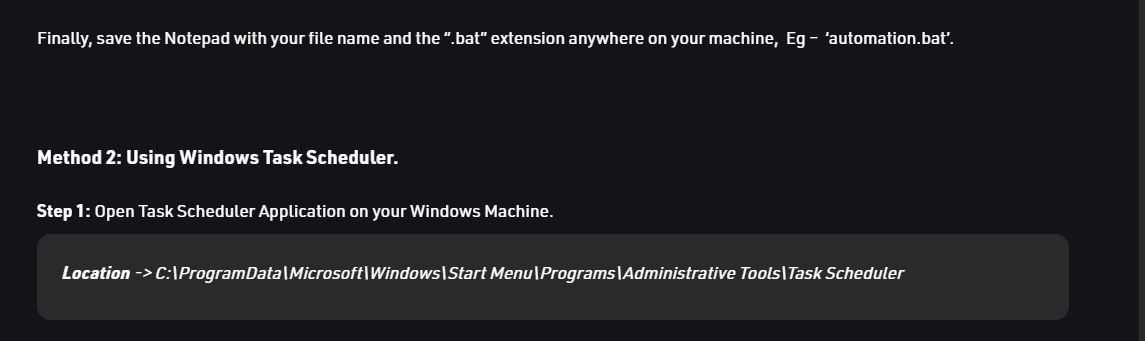 Finally, save the Notepad with your file name and the “.bat” extension anywhere on your machine,  Eg –  ‘automation.bat’.
Method 2: Using Windows Task Scheduler.
Step 1: Open Task Scheduler Application on your Windows Machine.
Location -> C:\ProgramData\Microsoft\Windows\Start Menu\Programs\Administrative Tools\Task Scheduler